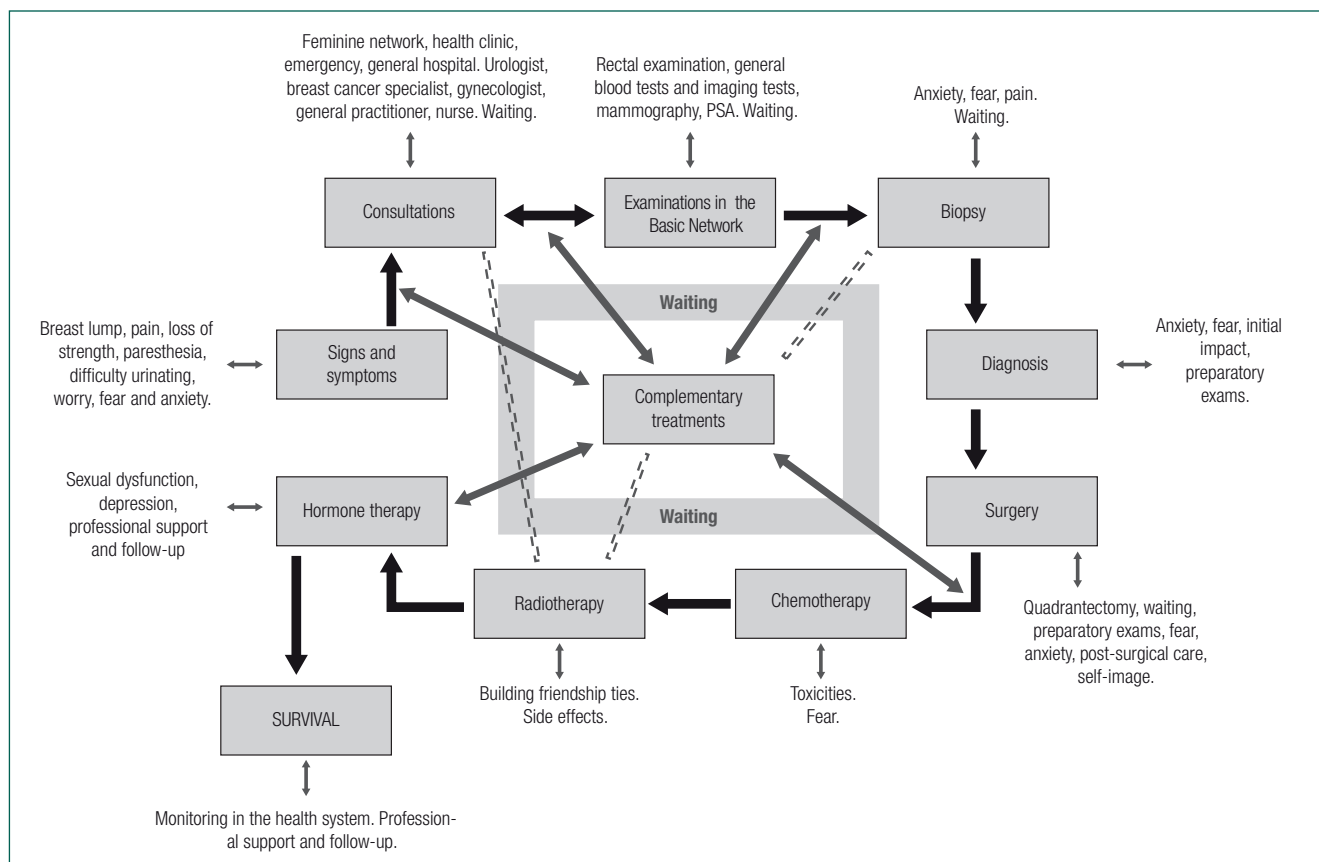 Feminine network, health clinic,
emergency, general hospital. Urologist,
breast cancer specialist, gynecologist,
general practitioner, nurse. Waiting.
Rectal examination, general
blood tests and imaging tests,
mammography, PSA. Waiting.
Anxiety, fear, pain.
Waiting.
Consultations
Examinations in the
Basic Network
Biopsy
Waiting
Breast lump, pain, loss of
strength, paresthesia,
difficulty urinating,
worry, fear and anxiety.
Signs and
symptoms
Complementary
treatments
Diagnosis
Anxiety, fear, initial
impact,
preparatory
exams.
Sexual dysfunction,
depression,
professional support
and follow-up
Hormone therapy
Waiting
Surgery
Radiotherapy
Chemotherapy
Quadrantectomy, waiting,
preparatory exams, fear,
anxiety, post-surgical care,
self-image.
Building friendship ties.
Side effects.
Toxicities.
Fear.
SURVIVAL
Monitoring in the health system. Profession-
al support and follow-up.